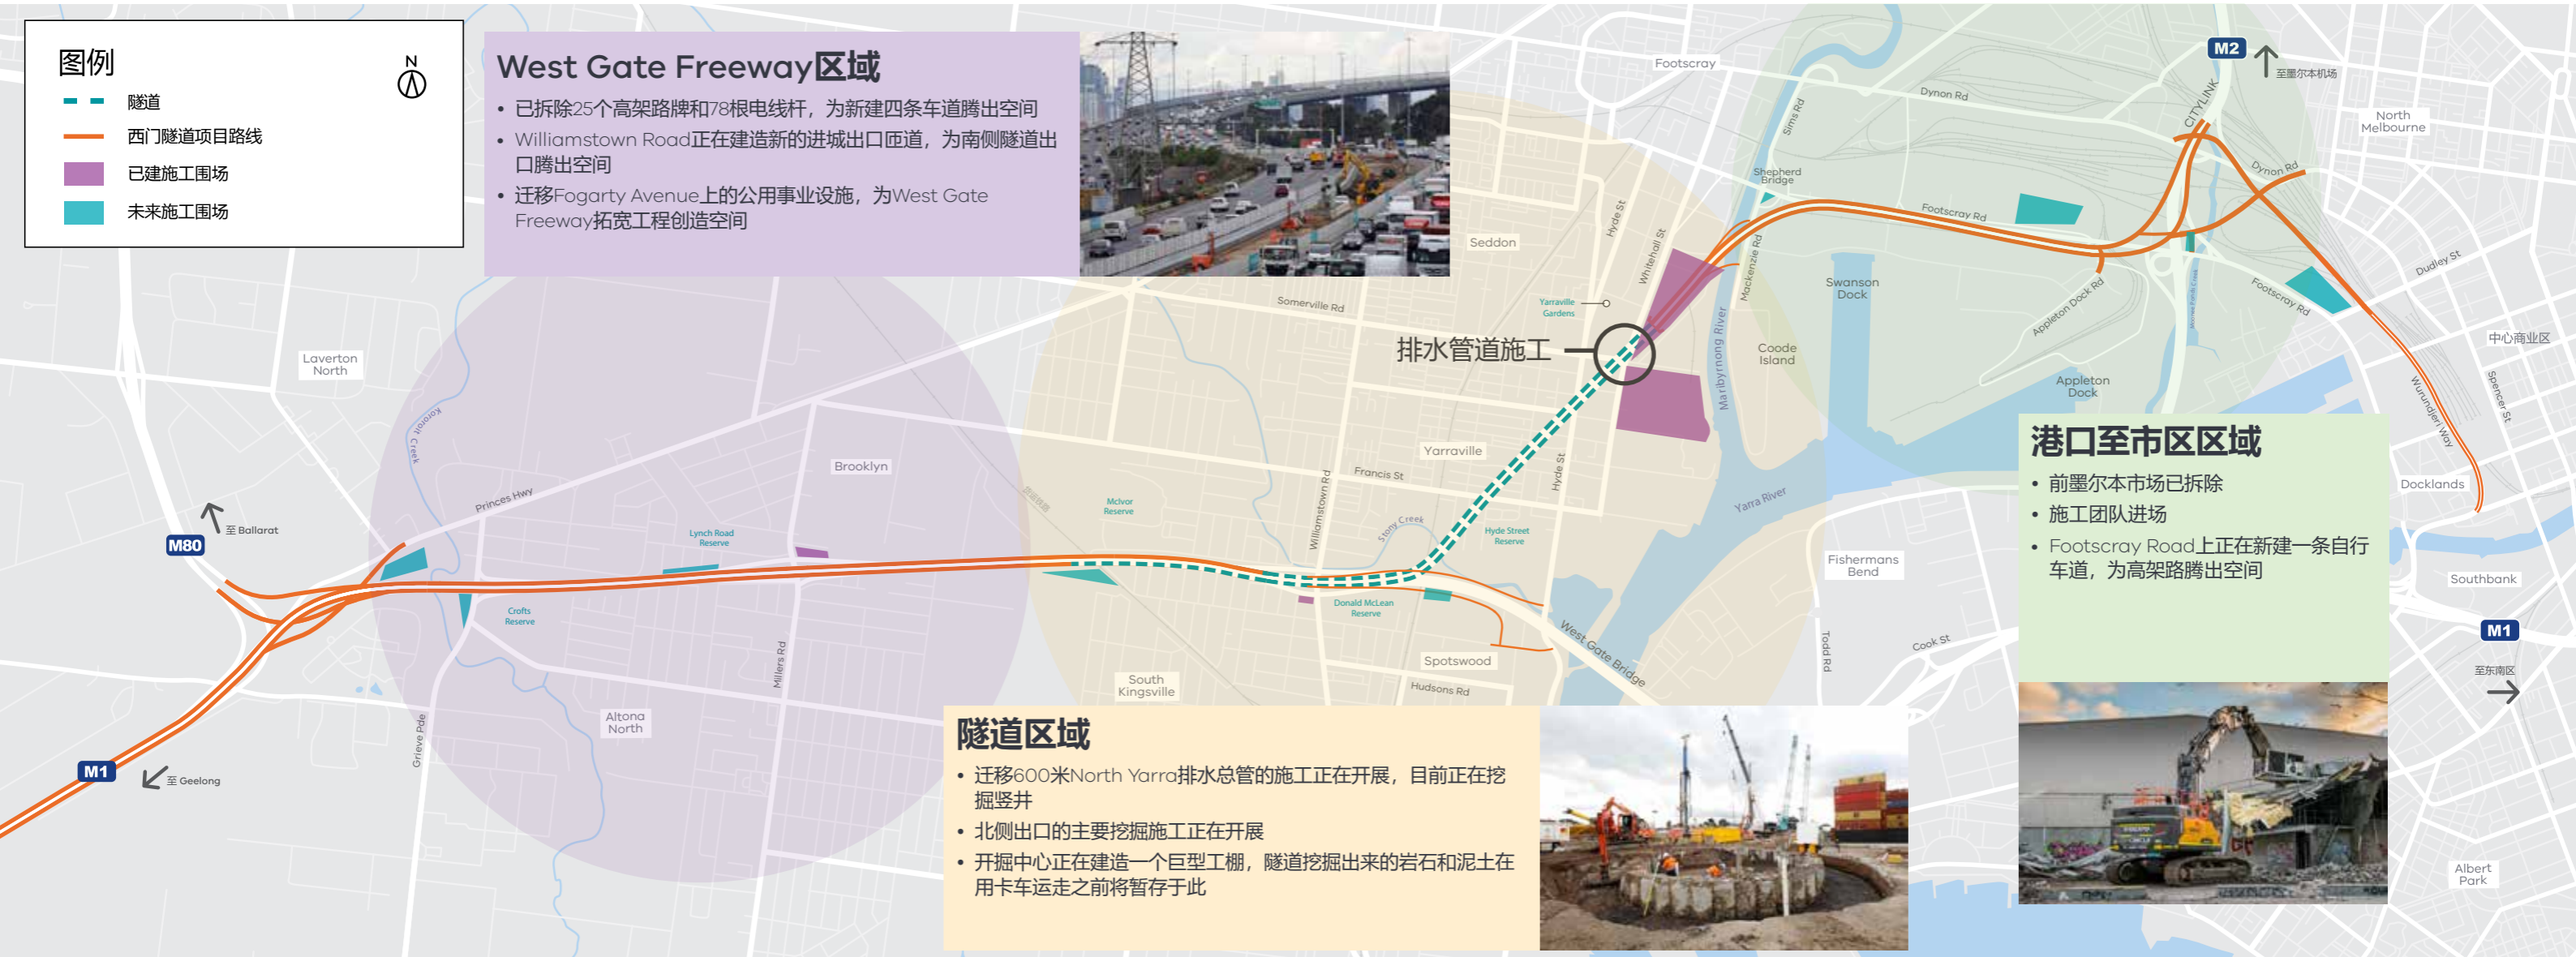 图例
N
隧道
西门隧道项目路线
已建施工围场
未来施工围场
West Gate Freeway区域
• 已拆除25个高架路牌和78根电线杆，为新建四条车道腾出空间
• Williamstown Road正在建造新的进城出口匝道，为南侧隧道出
口腾出空间
• 迁移Fogarty Avenue上的公用事业设施，为West Gate
Freeway拓宽工程创造空间
Footscray
M2
至墨尔本机场
CITYLINK
North
Melbourne
Dynon Rd
Sims Rd
Shepherd
Bridge
Dynon Rd
Footscray Rd
Hyde St
Seddon
Whitehall St
Mackenzie Rd
Dudley St
Swanson
Dock
Footscray Rd
Appleton Dock Rd
Somerville Rd
Yarraville
Gardens
排水管道施工
Maribyrnong River
Coode
Island
中心商业区
Appleton
Dock
Wurundjeri Way
Spencer St
Laverton
North
Kororoit Creek
Brooklyn
Yarraville
Francis St
Hyde St
Williamstown Rd
Princes Hwy
McIvor
Reserve
Lynch Road
Reserve
Stony Creek
Hyde Street
Reserve
Yarra River
至 Ballarat
M80
Crofts
Reserve
Donald McLean
Reserve
Fishermans
Bend
West Gate Bridge
Todd Rd
Cook St
Millers Rd
Spotswood
Hudsons Rd
South
Kingsville
Altona
North
Grieve Pde
M1
至 Geelong
港口至市区区域
• 前墨尔本市场已拆除
• 施工团队进场
• Footscray Road上正在新建一条自行
车道，为高架路腾出空间
Docklands
Southbank
M1
至东南区
Albert
Park
隧道区域
• 迁移600米North Yarra排水总管的施工正在开展，目前正在挖
掘竖井
• 北侧出口的主要挖掘施工正在开展
• 开掘中心正在建造一个巨型工棚，隧道挖掘出来的岩石和泥土在
用卡车运走之前将暂存于此